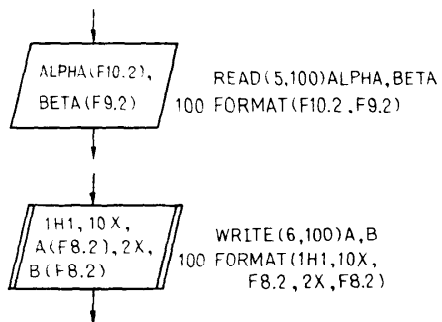 ALPHA(F10.2),
BETA(F9.2)
READ(5,100)ALPHA,BETA
100 FORMAT(F10.2,F9.2)
1H1,10X,
A(F8.2),2X,
B(F8.2)
WRITE(6,100)A,B
100 FORMAT(1H1,10X,
F8.2,2X,F8.2)